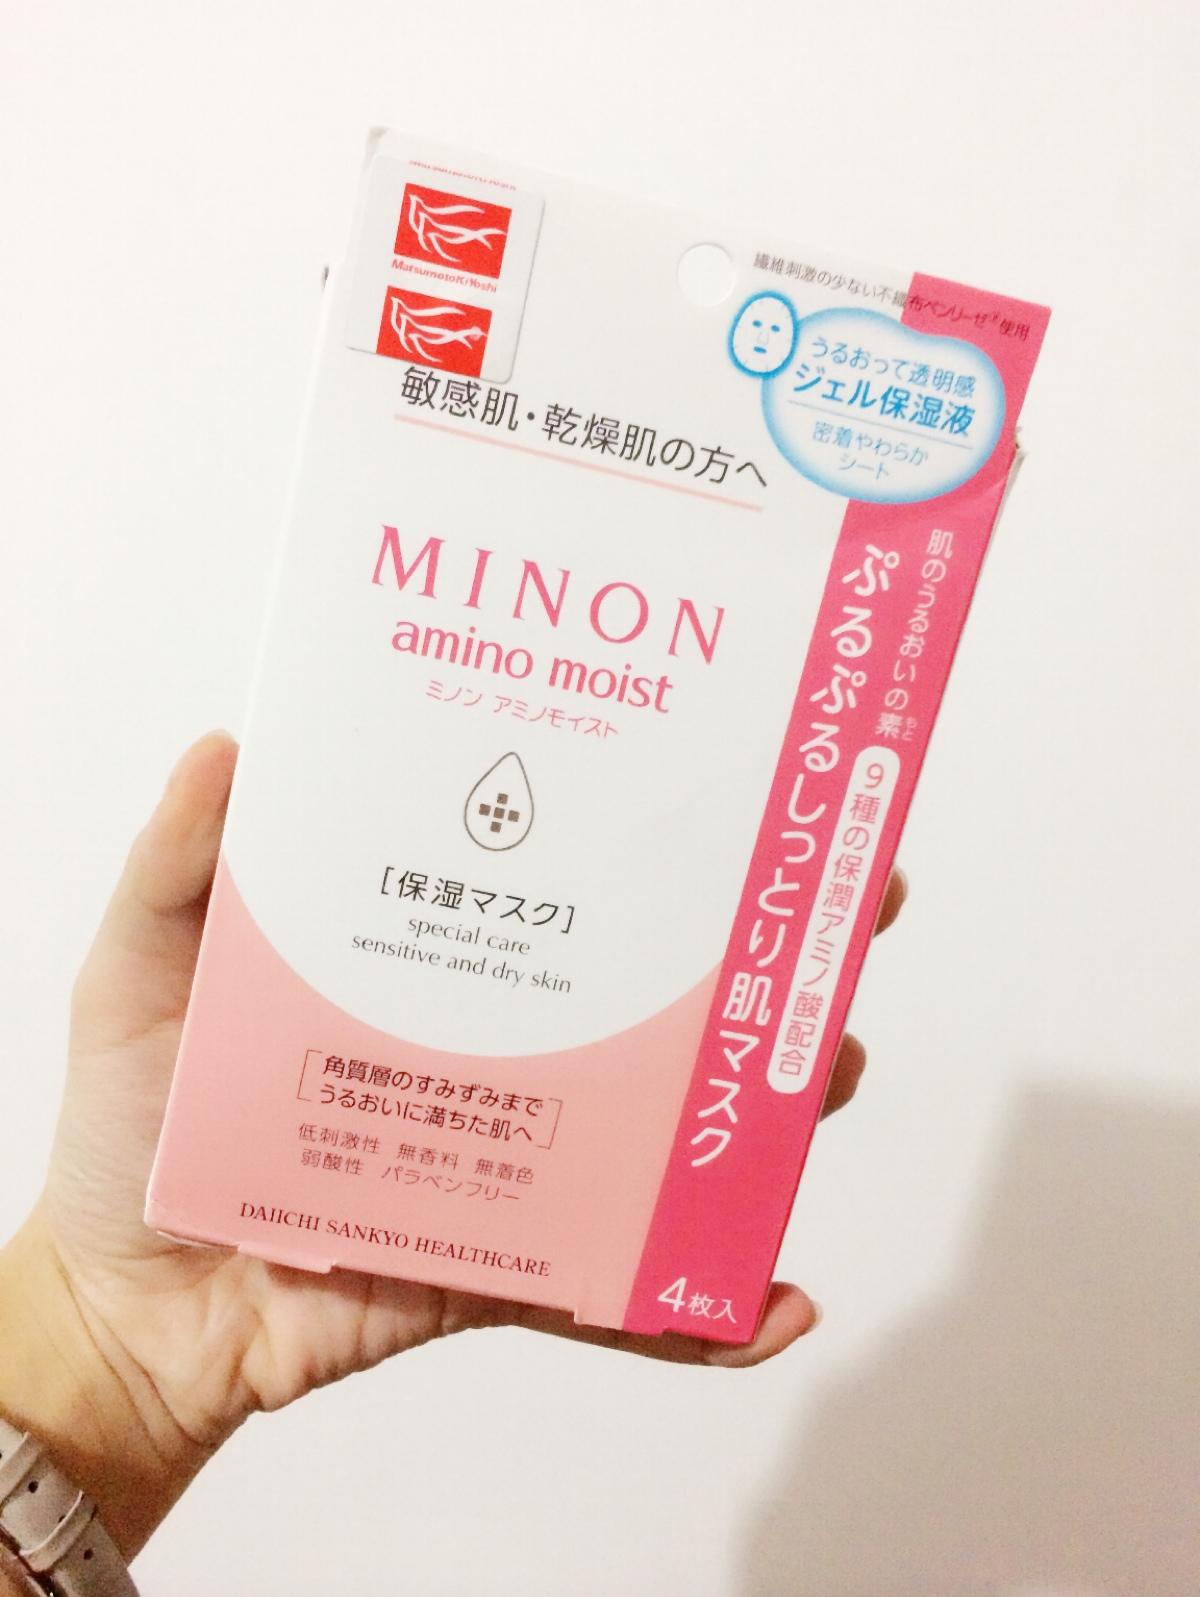 MatsumotoKiyoshi
MatsumotoKiyoshi
繊維刺激の少ない不織布ベンリーゼ®使用
うるおって透明感
ジェル保湿液
密着やわらか
シート
敏感肌・乾燥肌の方へ
MINON
amino moist
ミノン アミノモイスト
[保湿マスク]
special care
sensitive and dry skin
角質層のすみずみまで
うるおいに満ちた肌へ
低刺激性 無香料 無着色
弱酸性 パラベンフリー
DAIICHI SANKYO HEALTHCARE
肌のうるおいの素
もと
9種の保潤アミノ酸配合
ぷるぷるしっとり肌マスク
4枚入